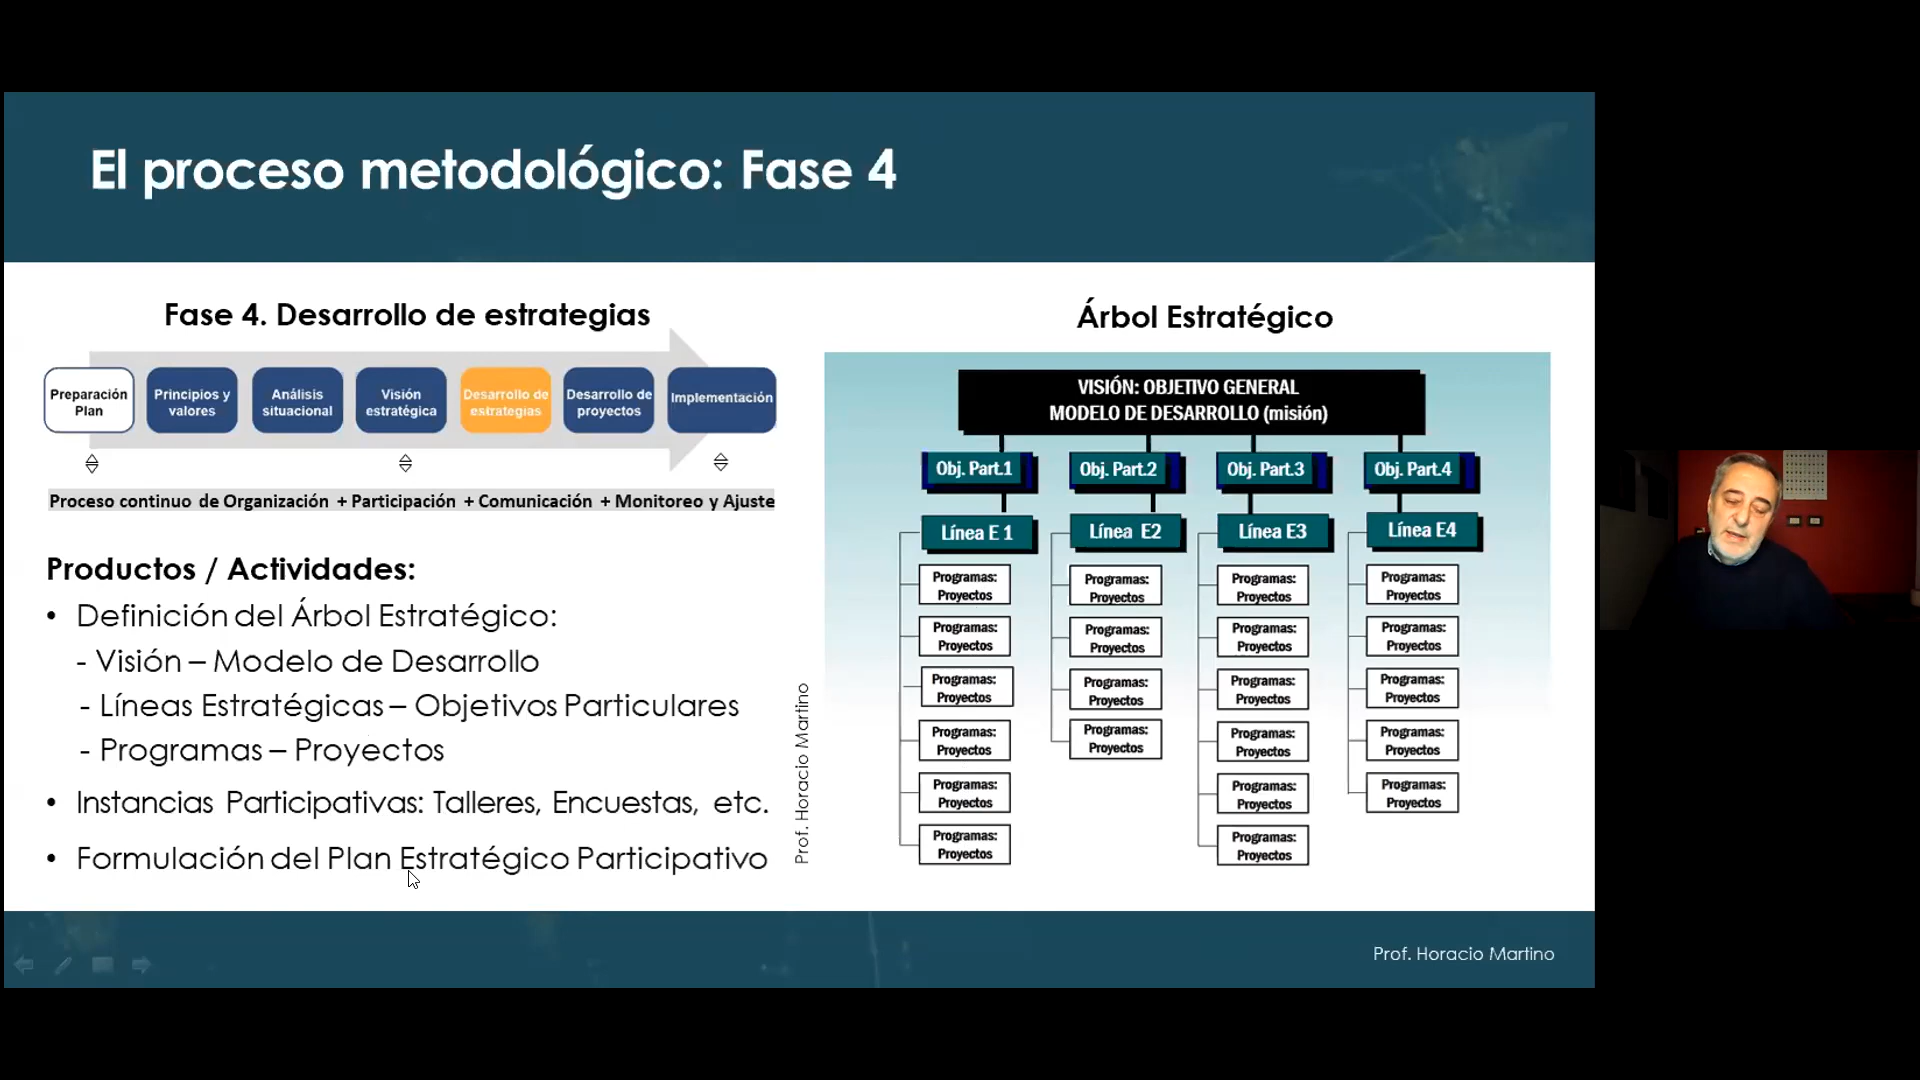 El proceso metodológico: Fase 4
Fase 4. Desarrollo de estrategias
Preparación
Plan
Principios y
valores
Análisis
situacional
Visión
estratégica
Desarrollo de
estrategias
Desarrollo de
proyectos
Implementación
Proceso continuo de Organización + Participación + Comunicación + Monitoreo y Ajuste
Productos / Actividades:
• Definición del Árbol Estratégico:
- Visión – Modelo de Desarrollo
- Líneas Estratégicas – Objetivos Particulares
- Programas – Proyectos
• Instancias Participativas: Talleres, Encuestas, etc.
• Formulación del Plan Estratégico Participativo
Prof. Horacio Martino
Árbol Estratégico
VISIÓN: OBJETIVO GENERAL
MODELO DE DESARROLLO (misión)
Obj. Part.1
Obj. Part.2
Obj. Part.3
Obj. Part.4
Línea E 1
Línea E2
Línea E3
Línea E4
Programas:
Proyectos
Programas:
Proyectos
Programas:
Proyectos
Programas:
Proyectos
Programas:
Proyectos
Programas:
Proyectos
Programas:
Proyectos
Programas:
Proyectos
Programas:
Proyectos
Programas:
Proyectos
Programas:
Proyectos
Programas:
Proyectos
Programas:
Proyectos
Programas:
Proyectos
Programas:
Proyectos
Programas:
Proyectos
Programas:
Proyectos
Programas:
Proyectos
Programas:
Proyectos
Programas:
Proyectos
Programas:
Proyectos
Prof. Horacio Martino